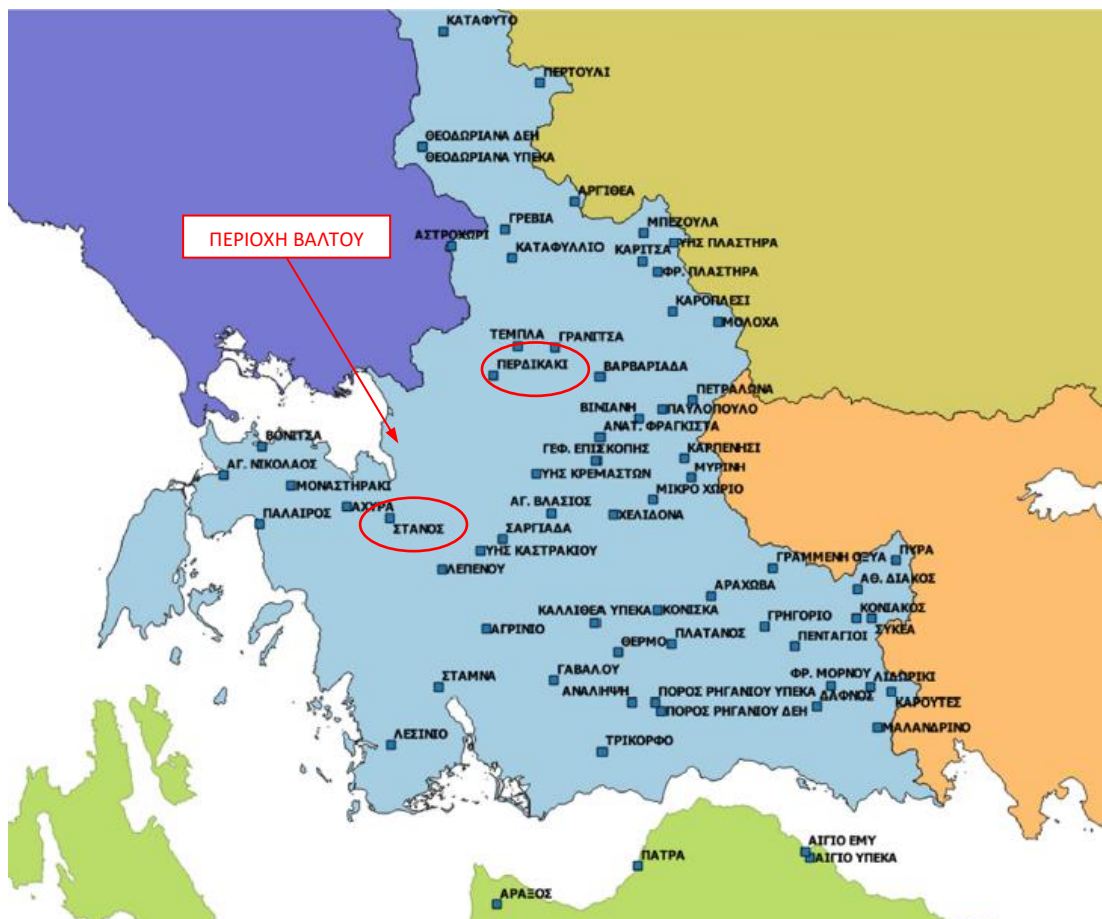 ΚΑΤΑΦΥΤΟ
ΠΕΡΤΟΥΛΙ
ΘΕΟΔΩΡΙΑΝΑ ΔΕΗ
ΘΕΟΔΩΡΙΑΝΑ ΥΠΕΚΑ
ΑΡΓΙΘΕΑ
ΓΡΕΒΙΑ
ΜΠΕΖΟΥΛΑ
ΠΕΡΙΟΧΗ ΒΑΛΤΟΥ
ΑΣΤΡΟΧΩΡΙ
ΥΗΣ ΠΛΑΣΤΗΡΑ
ΚΑΤΑΦΥΛΛΙΟ
ΚΑΡΙΤΣΑ
ΦΡ. ΠΛΑΣΤΗΡΑ
ΚΑΡΟΠΛΕΣΙ
ΜΟΛΟΧΑ
ΤΕΜΠΛΑ
ΓΡΑΝΙΤΣΑ
ΠΕΡΔΙΚΑΚΙ
ΒΑΡΒΑΡΙΑΔΑ
ΠΕΤΡΑΛΩΝΑ
ΒΙΝΙΑΝΗ
ΠΑΥΛΟΠΟΥΛΟ
ΑΝΑΤ. ΦΡΑΓΚΙΣΤΑ
ΒΟΝΙΤΣΑ
ΓΕΦ. ΕΠΙΣΚΟΠΗΣ
ΚΑΡΠΕΝΗΣΙ
ΑΓ. ΝΙΚΟΛΑΟΣ
ΥΗΣ ΚΡΕΜΑΣΤΩΝ
ΜΥΡΙΝΗ
ΜΟΝΑΣΤΗΡΑΚΙ
ΜΙΚΡΟ ΧΩΡΙΟ
ΑΧΥΡΑ
ΑΓ. ΒΛΑΣΙΟΣ
ΠΑΛΑΙΡΟΣ
ΣΤΑΝΟΣ
ΧΕΛΙΔΟΝΑ
ΣΑΡΓΙΑΔΑ
ΥΗΣ ΚΑΣΤΡΑΚΙΟΥ
ΓΡΑΜΜΕΝΗ ΟΞΥΑ
ΠΥΡΑ
ΛΕΠΕΝΟΥ
ΑΡΑΧΩΒΑ
ΑΘ. ΔΙΑΚΟΣ
ΚΑΛΛΙΘΕΑ ΥΠΕΚΑ
ΚΟΝΙΣΚΑ
ΓΡΗΓΟΡΙΟ
ΚΟΝΙΑΚΟΣ
ΑΓΡΙΝΙΟ
ΣΥΚΕΑ
ΘΕΡΜΟ
ΠΛΑΤΑΝΟΣ
ΠΕΝΤΑΓΙΟΙ
ΣΤΑΜΝΑ
ΓΑΒΑΛΟΥ
ΦΡ. ΜΟΡΝΟΥ
ΛΙΔΩΡΙΚΙ
ΑΝΑΛΗΨΗ
ΠΟΡΟΣ ΡΗΓΑΝΙΟΥ ΥΠΕΚΑ
ΔΑΦΝΟΣ
ΚΑΡΟΥΤΕΣ
ΠΟΡΟΣ ΡΗΓΑΝΙΟΥ ΔΕΗ
ΜΑΛΑΝΔΡΙΝΟ
ΛΕΣΙΝΙΟ
ΤΡΙΚΟΡΦΟ
ΑΙΓΙΟ ΕΜΥ
ΠΑΤΡΑ
ΑΙΓΙΟ ΥΠΕΚΑ
ΑΡΑΞΟΣ